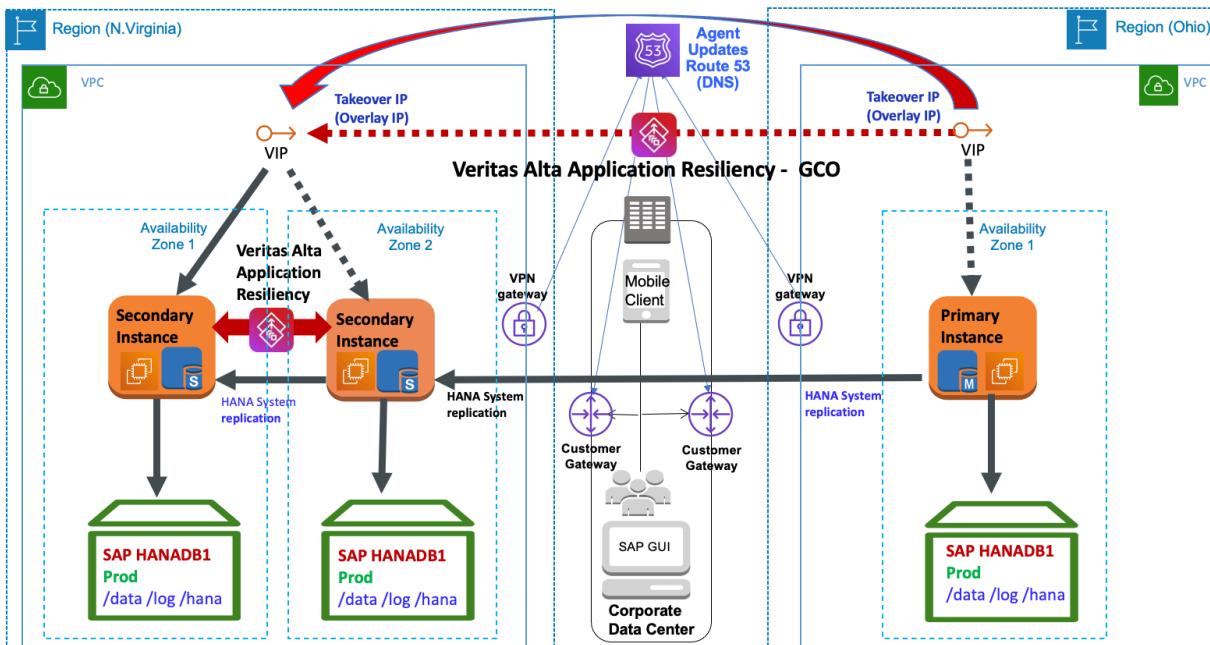 Region (N.Virginia)
VPC
Takeover IP
(Overlay IP)
VIP
53
Agent
Updates
Route 53
(DNS)
Region (Ohio)
VPC
Takeover IP
(Overlay IP)
VIP
Veritas Alta Application Resiliency - GCO
Availability
Zone 1
Veritas Alta
Application
Resiliency
Availability
Zone 2
Secondary
Instance
S
Secondary
Instance
S
HANA System
replication
HANA System
replication
VPN
gateway
Mobile
Client
VPN
gateway
Customer
Gateway
Customer
Gateway
SAP GUI
Corporate
Data Center
Availability
Zone 1
Primary
Instance
M
HANA System
replication
SAP HANADB1
Prod
/data /log /hana
SAP HANADB1
Prod
/data /log /hana
SAP HANADB1
Prod
/data /log /hana